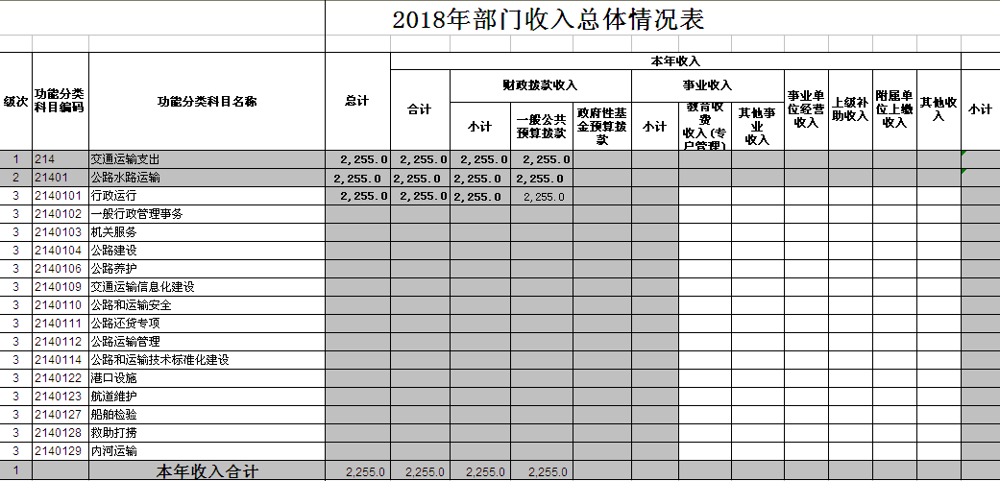 2018年部门收入总体情况表
级次 功能分类科目编码 功能分类科目名称 总计 本年收入
合计 财政拨款收入 事业收入 事业单位经营收入 上级补助收入 附属单位上缴收入 其他收入 小计
小计 一般公共预算拨款 政府性基金预算拨款 小计 教育收费收入(专户管理) 其他事业收入
1 214 交通运输支出 2,255.0 2,255.0 2,255.0 2,255.0
2 21401 公路水路运输 2,255.0 2,255.0 2,255.0 2,255.0
3 2140101 行政运行 2,255.0 2,255.0 2,255.0 2,255.0
3 2140102 一般行政管理事务
3 2140103 机关服务
3 2140104 公路建设
3 2140106 公路养护
3 2140109 交通运输信息化建设
3 2140110 公路和运输安全
3 2140111 公路还贷专项
3 2140112 公路运输管理
3 2140114 公路和运输技术标准化建设
3 2140122 港口设施
3 2140123 航道维护
3 2140127 船舶检验
3 2140128 救助打捞
3 2140129 内河运输
1 本年收入合计 2,255.0 2,255.0 2,255.0 2,255.0